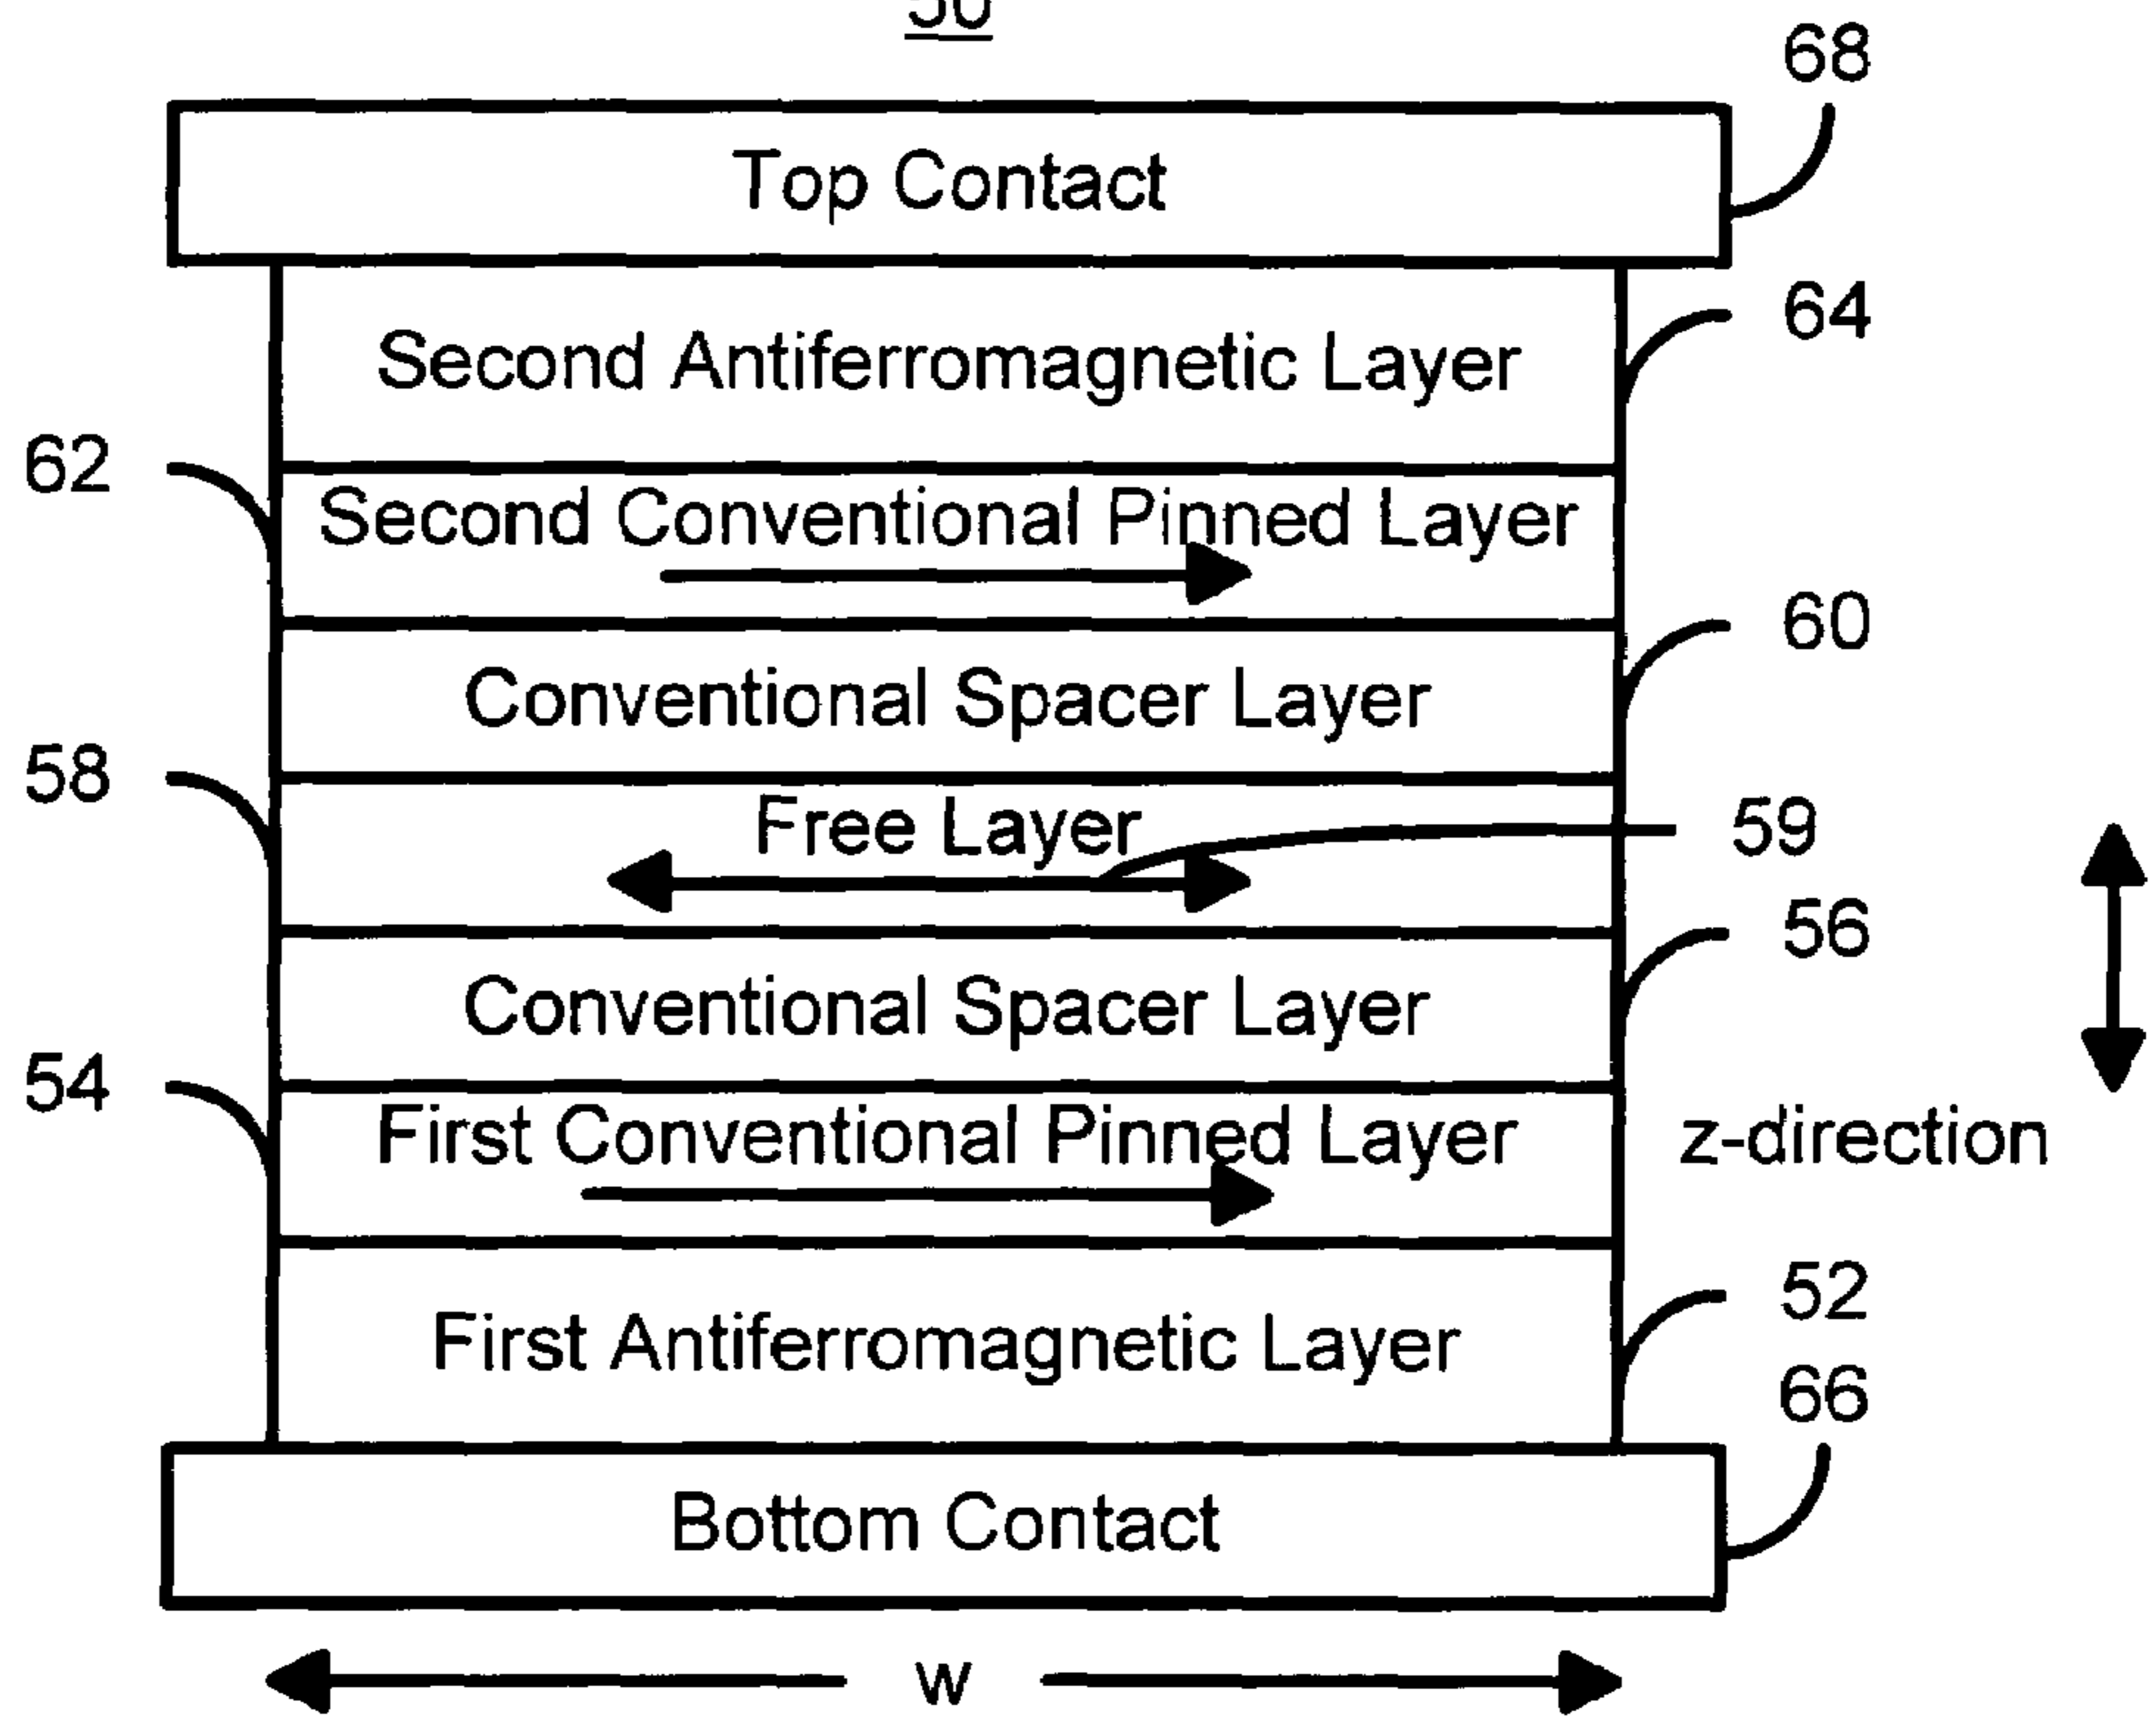 50
68
Top Contact
64
Second Antiferromagnetic Layer
62
Second Conventional Pinned Layer
60
Conventional Spacer Layer
58
Free Layer
59
56
Conventional Spacer Layer
54
First Conventional Pinned Layer
z-direction
52
First Antiferromagnetic Layer
66
Bottom Contact
w